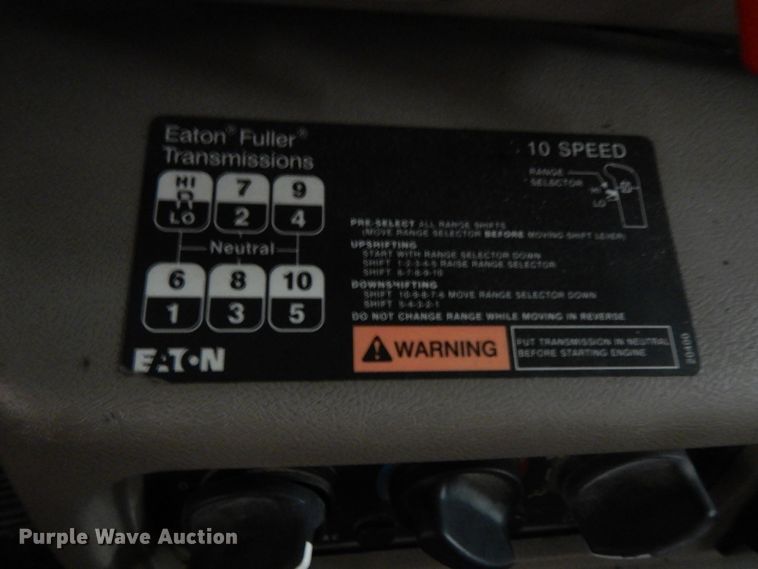 Eaton® Fuller®
Transmissions
10 SPEED
HI
R
LO
7
2
9
4
Neutral
6
1
8
3
10
5
RANGE
SELECTOR
HI
LO
PRE-SELECT ALL RANGE SHIFTS
(MOVE RANGE SELECTOR BEFORE MOVING SHIFT LEVER)
UPSHIFTING
START WITH RANGE SELECTOR DOWN
SHIFT 1-2-3-4-5 RAISE RANGE SELECTOR
SHIFT 6-7-8-9-10
DOWNSHIFTING
SHIFT 10-9-8-7-6 MOVE RANGE SELECTOR DOWN
SHIFT 5-4-3-2-1
DO NOT CHANGE RANGE WHILE MOVING IN REVERSE
WARNING
PUT TRANSMISSION IN NEUTRAL
BEFORE STARTING ENGINE
EATON
Purple Wave Auction